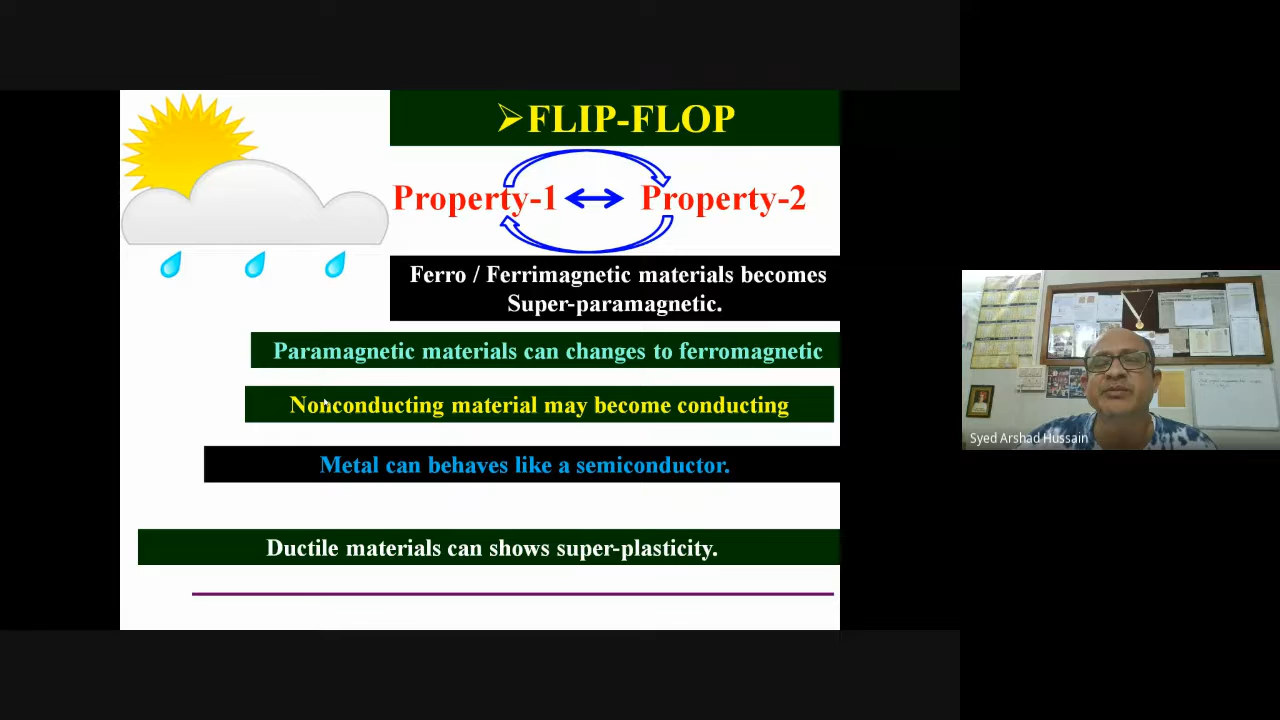 ➢FLIP-FLOP
Property-1 ↔ Property-2
Ferro / Ferrimagnetic materials becomes
Super-paramagnetic.
Paramagnetic materials can changes to ferromagnetic
Nonconducting material may become conducting
Metal can behaves like a semiconductor.
Ductile materials can shows super-plasticity.
Syed Arshad Hussain